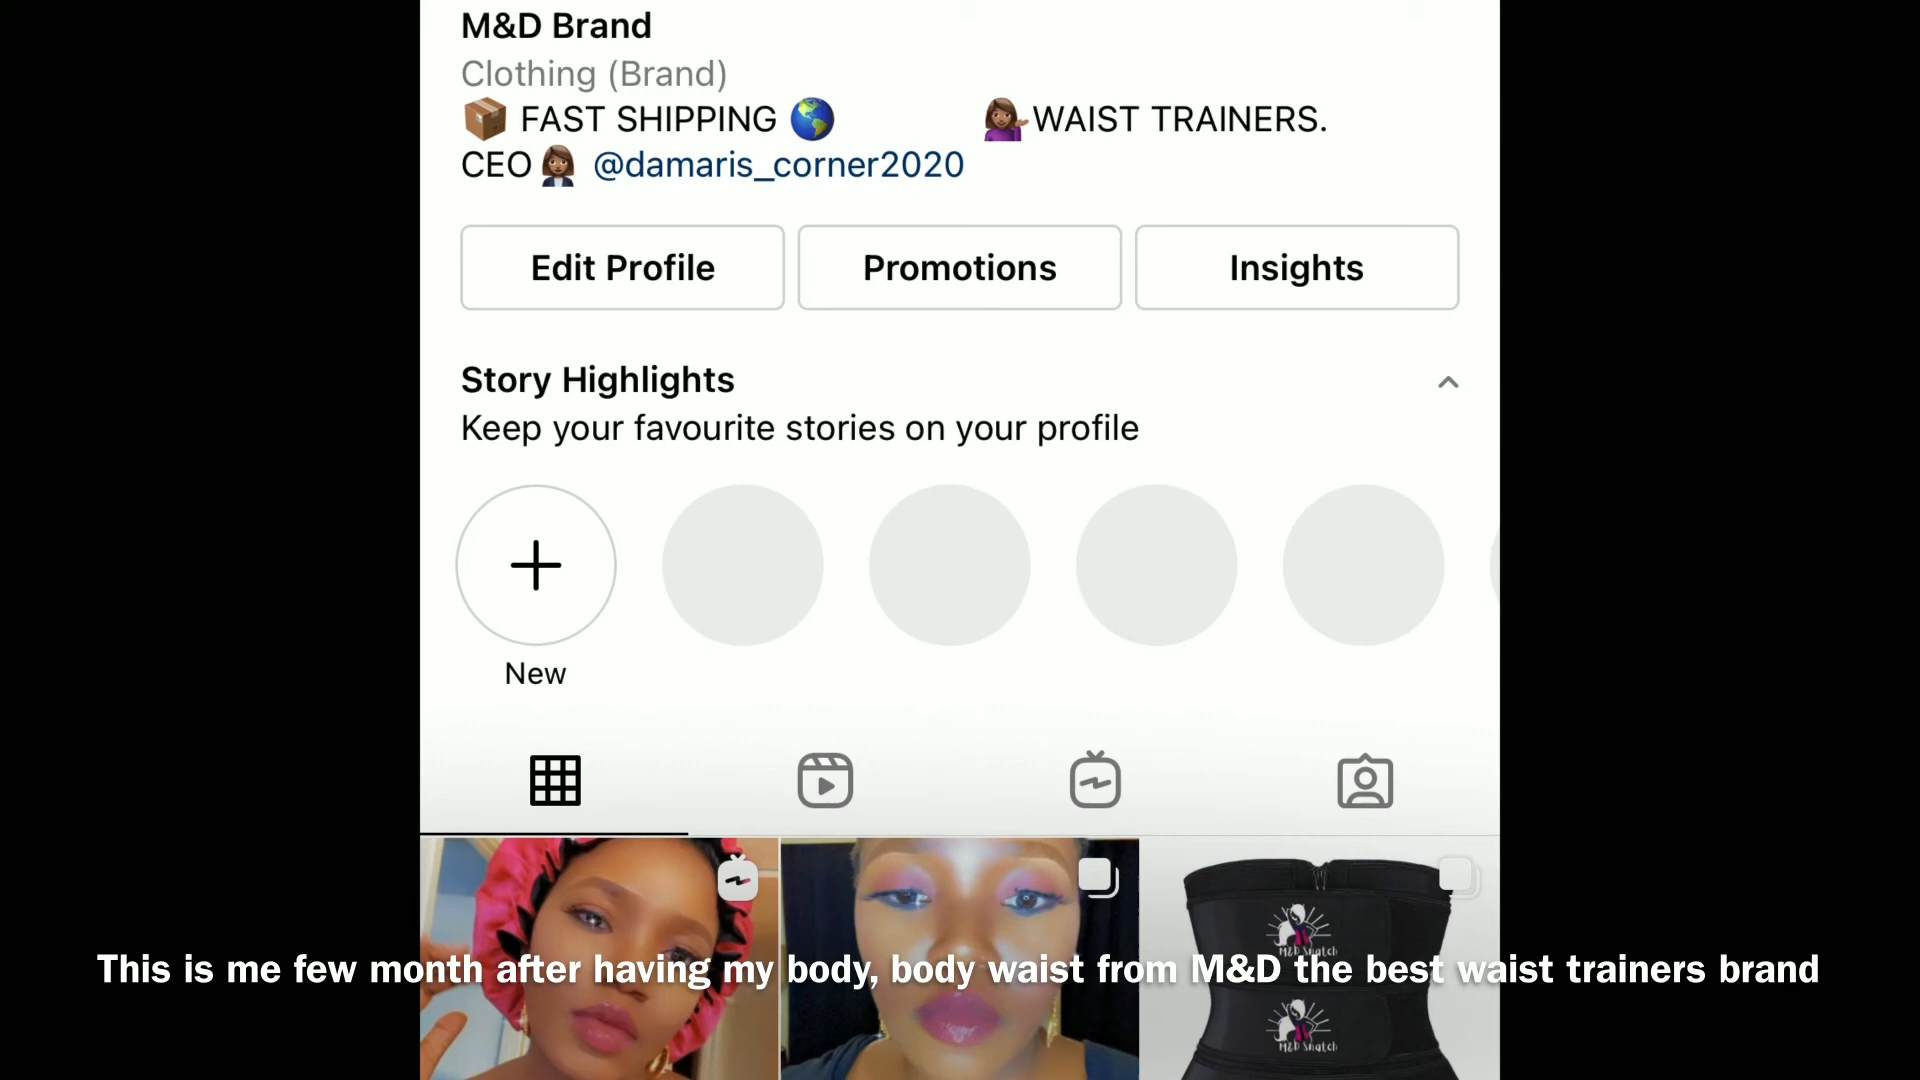 M&D Brand
Clothing (Brand)
📦 FAST SHIPPING 🌎 💁🏾‍♀️WAIST TRAINERS.
CEO👩🏾‍💼 @damaris_corner2020
Edit Profile
Promotions
Insights
Story Highlights
Keep your favourite stories on your profile
New
M&D Snatch
This is me few month after having my body, body waist from M&D the best waist trainers brand
M&D Snatch